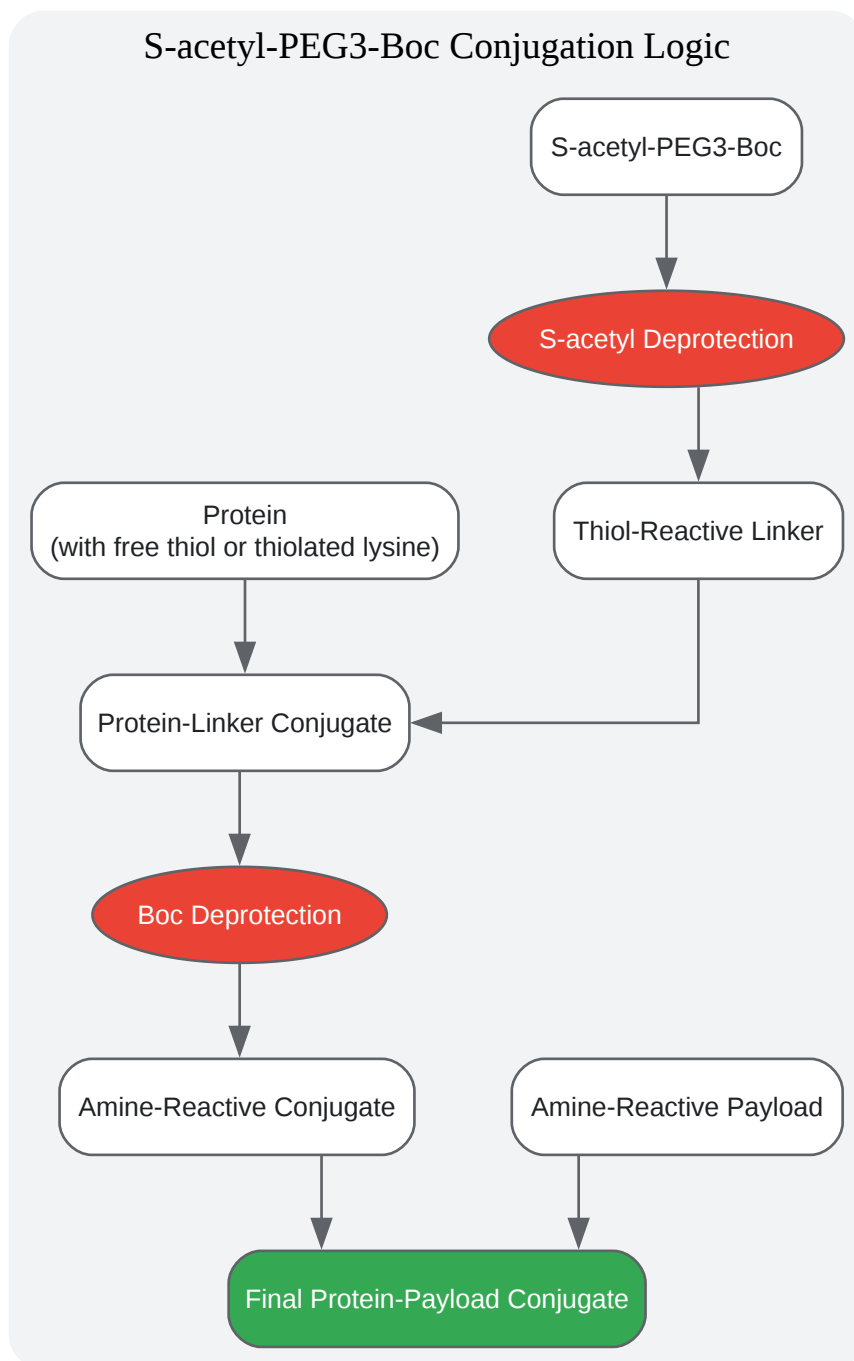 S-acetyl-PEG3-Boc Conjugation Logic
S-acetyl-PEG3-Boc
S-acetyl Deprotection
Protein
(with free thiol or thiolated lysine)
Thiol-Reactive Linker
Protein-Linker Conjugate
Boc Deprotection
Amine-Reactive Conjugate
Amine-Reactive Payload
Final Protein-Payload Conjugate